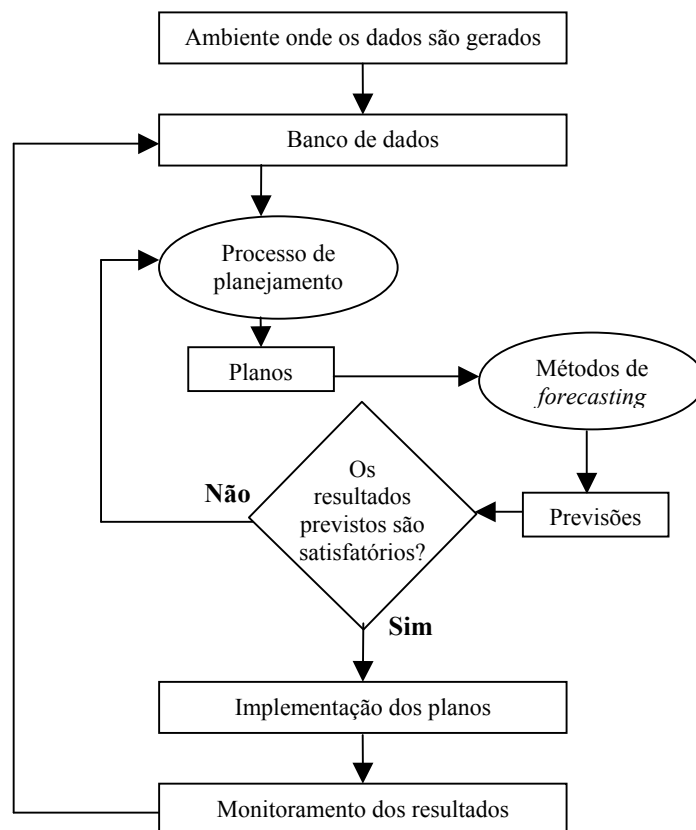 Ambiente onde os dados são gerados
Banco de dados
Processo de
planejamento
Planos
Métodos de
forecasting
Previsões
Os
resultados
previstos são
satisfatórios?
Não
Sim
Implementação dos planos
Monitoramento dos resultados